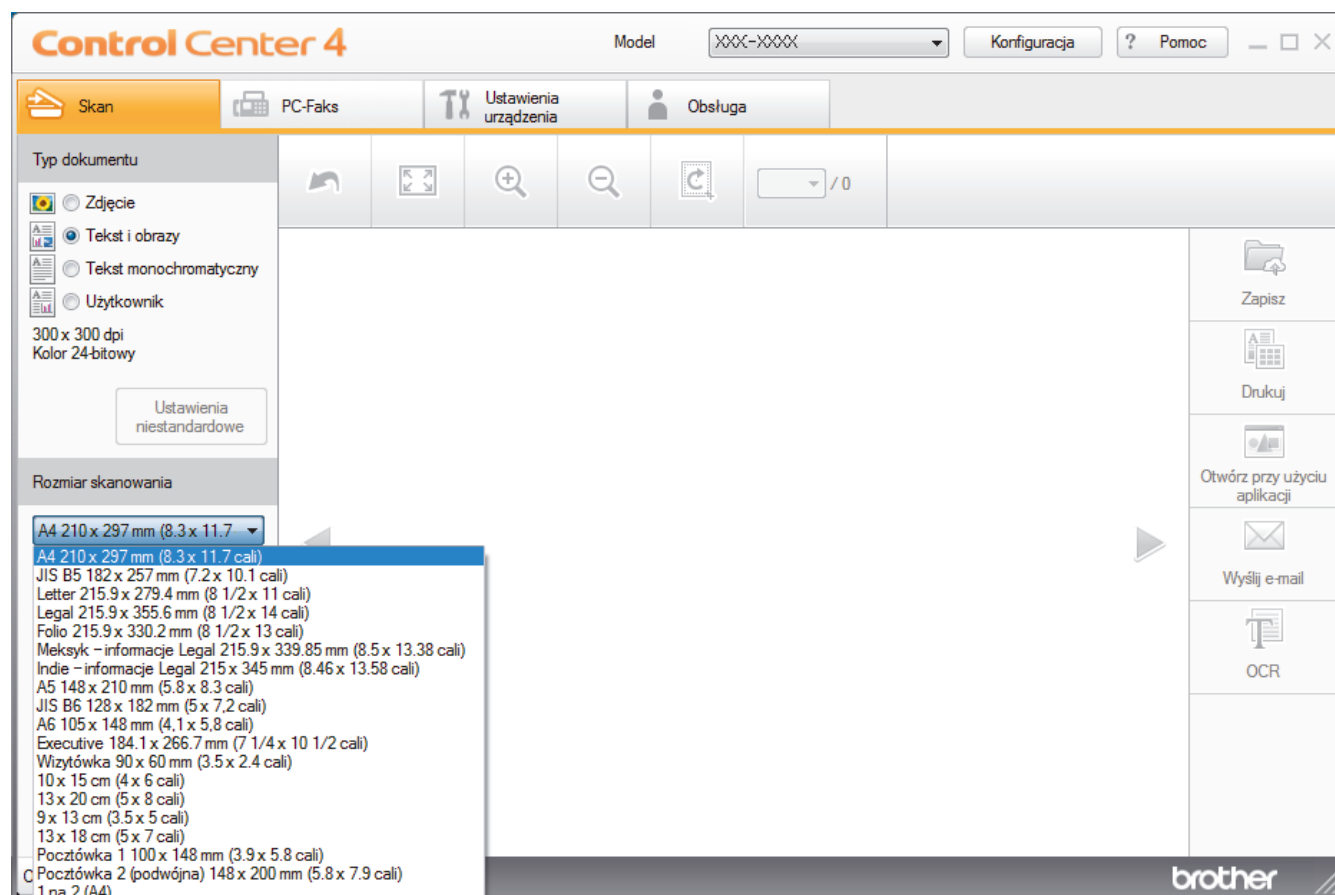 Control Center 4
Model
XXX-XXXX
Konfiguracja
? Pomoc
Skan
PC-Faks
Ustawienia
urządzenia
Obsługa
Typ dokumentu
/ 0
Zdjęcie
Tekst i obrazy
Tekst monochromatyczny
Użytkownik
300 x 300 dpi
Kolor 24-bitowy
Ustawienia
niestandardowe
Rozmiar skanowania
A4 210 x 297 mm (8.3 x 11.7
A4 210 x 297 mm (8.3 x 11.7 cali)
JIS B5 182 x 257 mm (7.2 x 10.1 cali)
Letter 215.9 x 279.4 mm (8 1/2 x 11 cali)
Legal 215.9 x 355.6 mm (8 1/2 x 14 cali)
Folio 215.9 x 330.2 mm (8 1/2 x 13 cali)
Meksyk – informacje Legal 215.9 x 339.85 mm (8.5 x 13.38 cali)
Indie – informacje Legal 215 x 345 mm (8.46 x 13.58 cali)
A5 148 x 210 mm (5.8 x 8.3 cali)
JIS B6 128 x 182 mm (5 x 7,2 cali)
A6 105 x 148 mm (4,1 x 5,8 cali)
Executive 184.1 x 266.7 mm (7 1/4 x 10 1/2 cali)
Wizytówka 90 x 60 mm (3.5 x 2.4 cali)
10 x 15 cm (4 x 6 cali)
13 x 20 cm (5 x 8 cali)
9 x 13 cm (3.5 x 5 cali)
13 x 18 cm (5 x 7 cali)
Pocztówka 1 100 x 148 mm (3.9 x 5.8 cali)
Pocztówka 2 (podwójna) 148 x 200 mm (5.8 x 7.9 cali)
1 na 2 (A4)
Zapisz
Drukuj
Otwórz przy użyciu
aplikacji
Wyślij e-mail
OCR
brother